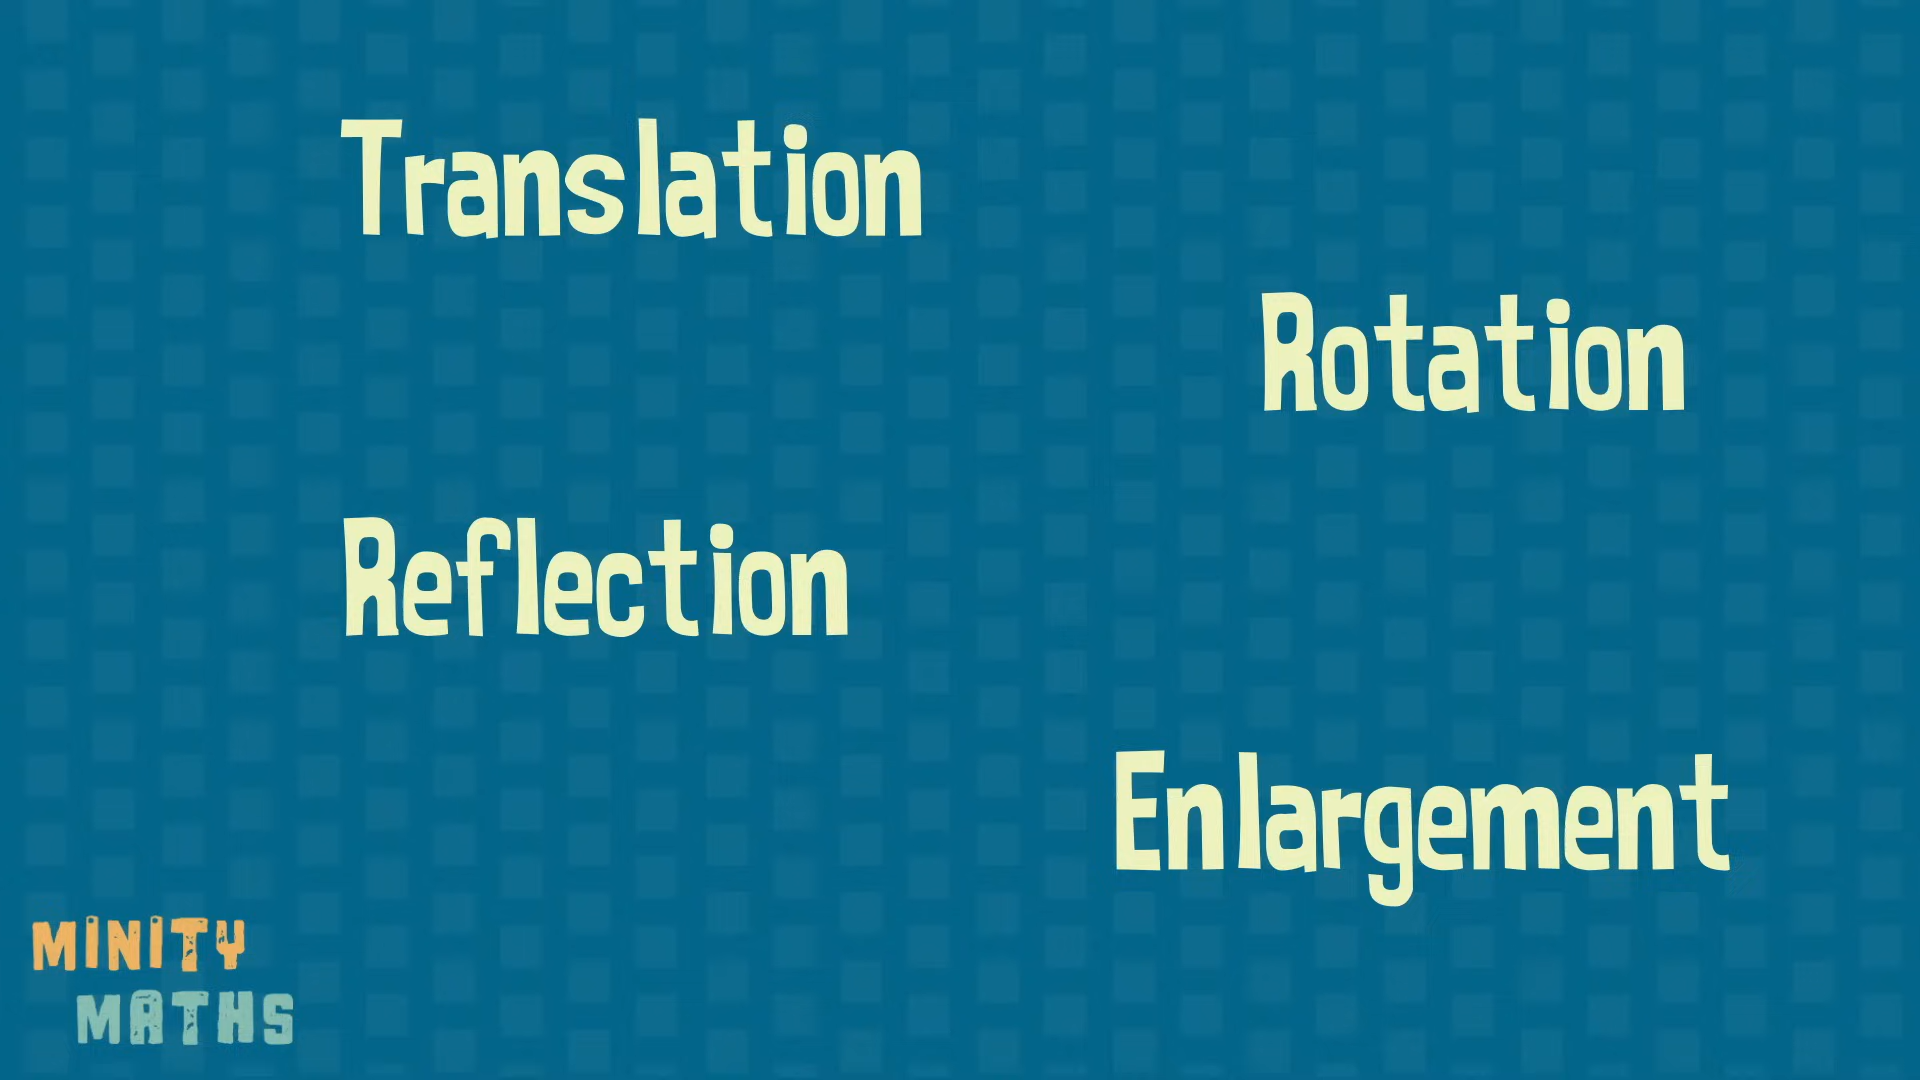 Translation
Rotation
Reflection
Enlargement
MINITY
MATHS